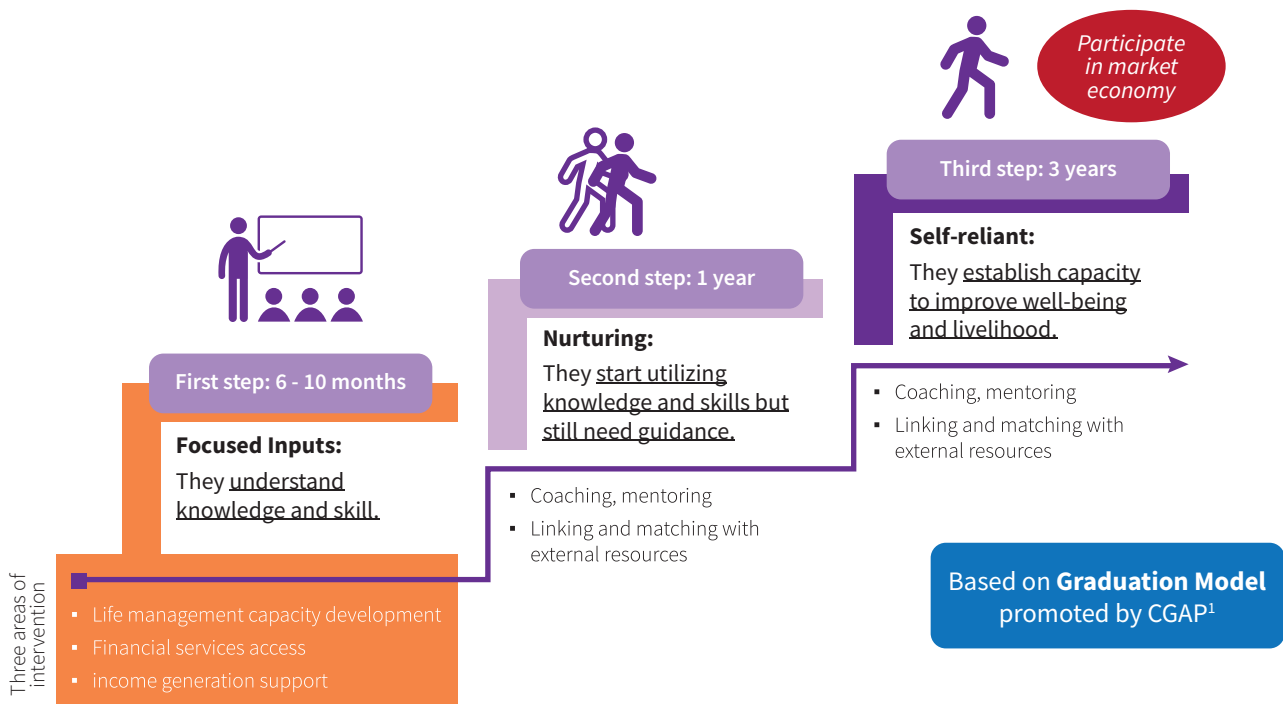 Participate
in market
economy
Third step: 3 years
Self-reliant:
They establish capacity
to improve well-being
and livelihood.
Second step: 1 year
Nurturing:
They start utilizing
knowledge and skills but
still need guidance.
First step: 6 - 10 months
Focused Inputs:
They understand
knowledge and skill.
▪ Coaching, mentoring
▪ Linking and matching with
external resources
▪ Coaching, mentoring
▪ Linking and matching with
external resources
Three areas of
intervention
▪ Life management capacity development
▪ Financial services access
▪ income generation support
Based on Graduation Model
promoted by CGAP¹